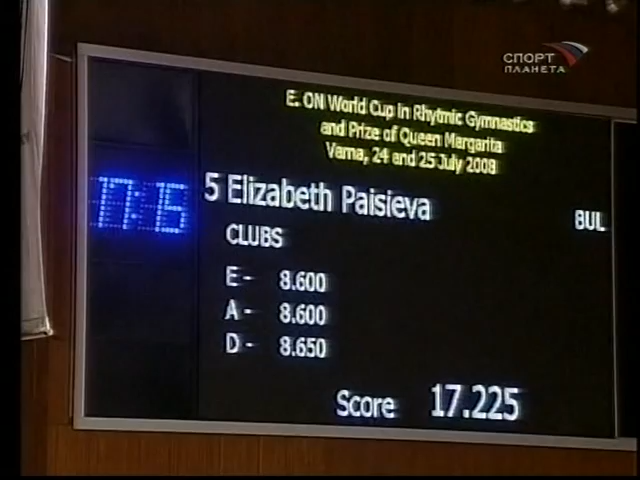 СПОРТ
ПЛАНЕТА
E. ON World Cup in Rhytmic Gymnastics
and Prize of Queen Margarita
Varna, 24 and 25 July 2008
17:15
5 Elizabeth Paisieva
BUL
CLUBS
E - 8.600
A - 8.600
D - 8.650
Score 17.225